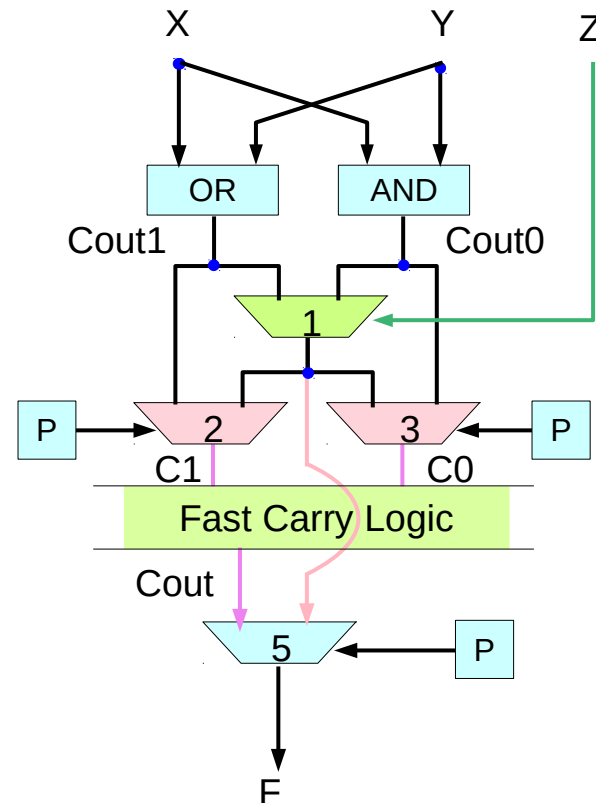 X Y Z
OR AND
Cout1 Cout0
1
P 2 3 P
C1 C0
Fast Carry Logic
Cout
5 P
F